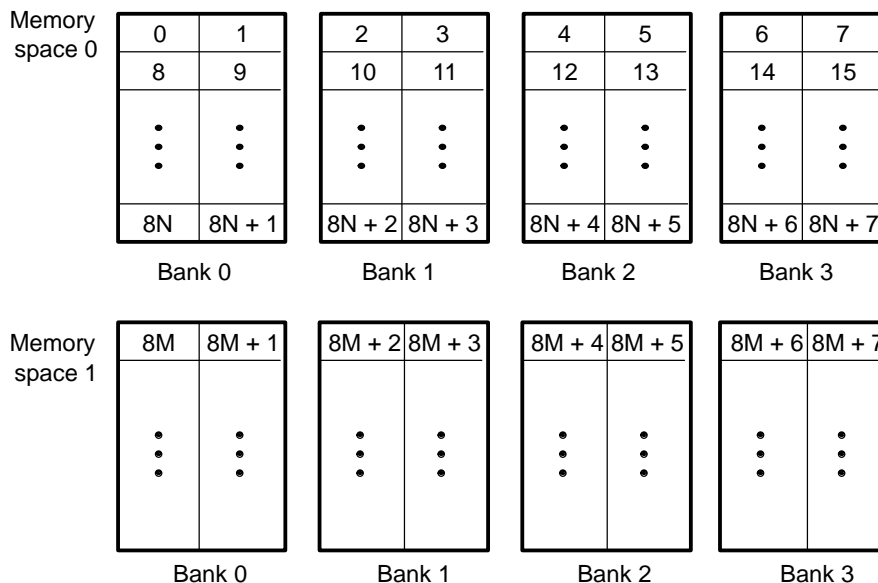 Memory
space 0
0 1 2 3 4 5 6 7
8 9 10 11 12 13 14 15
8N 8N + 1 8N + 2 8N + 3 8N + 4 8N + 5 8N + 6 8N + 7
Bank 0 Bank 1 Bank 2 Bank 3
Memory
space 1
8M 8M + 1 8M + 2 8M + 3 8M + 4 8M + 5 8M + 6 8M + 7
Bank 0 Bank 1 Bank 2 Bank 3